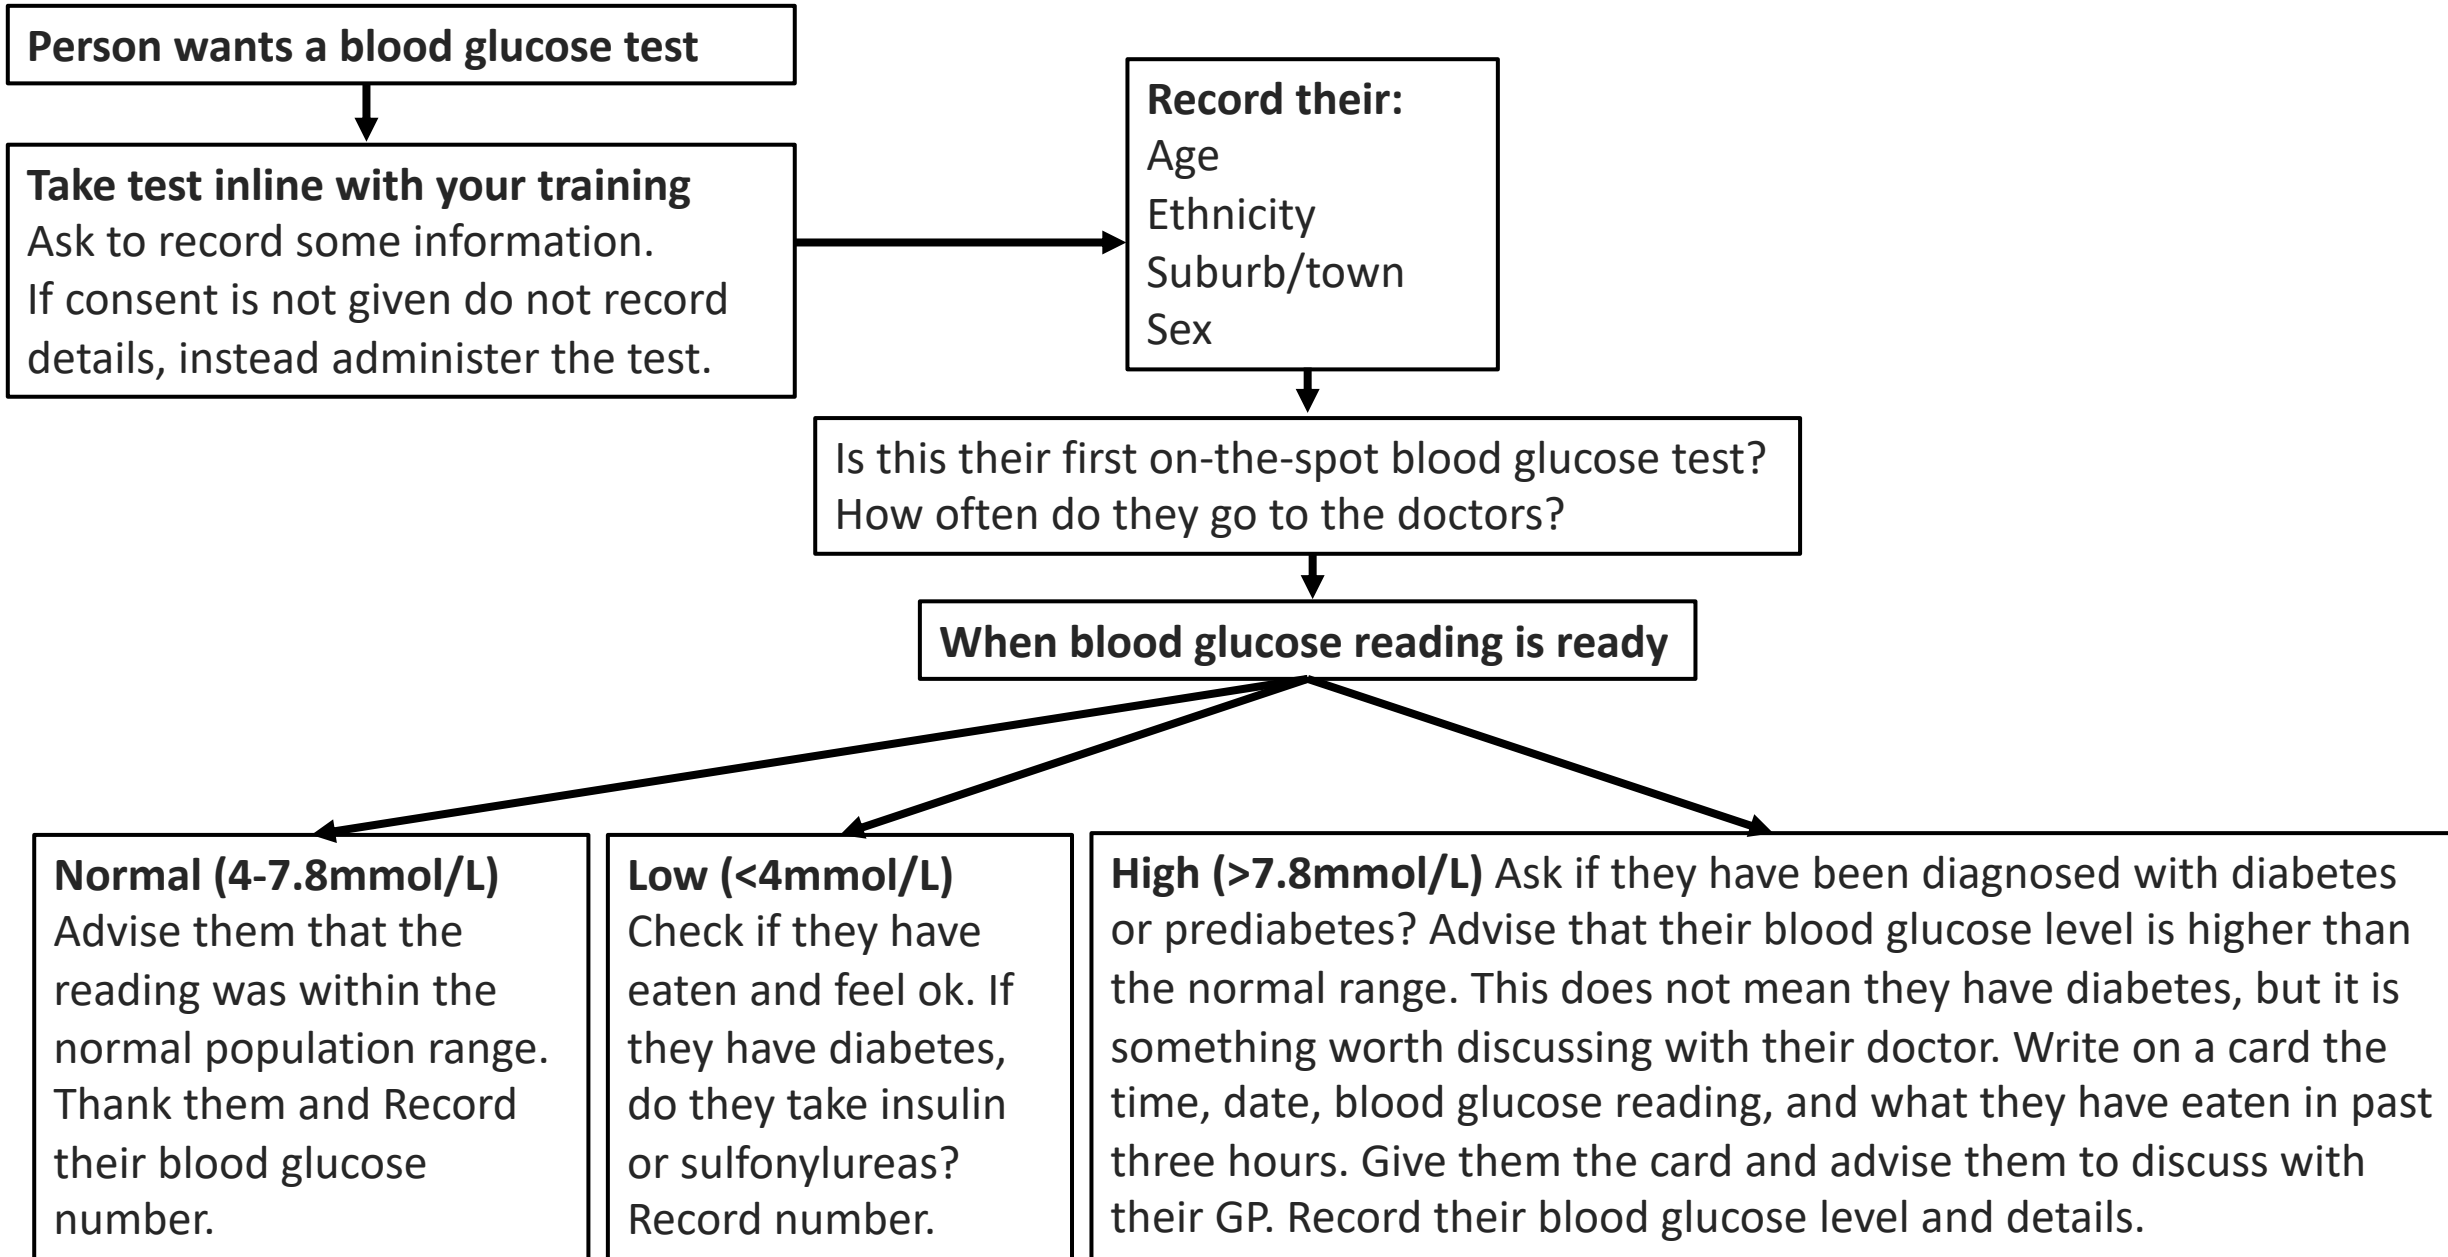 Person wants a blood glucose test
Take test inline with your training
Ask to record some information.
If consent is not given do not record
details, instead administer the test.
Record their:
Age
Ethnicity
Suburb/town
Sex
Is this their first on-the-spot blood glucose test?
How often do they go to the doctors?
When blood glucose reading is ready
Normal (4-7.8mmol/L)
Advise them that the
reading was within the
normal population range.
Thank them and Record
their blood glucose
number.
Low (<4mmol/L)
Check if they have
eaten and feel ok. If
they have diabetes,
do they take insulin
or sulfonylureas?
Record number.
High (>7.8mmol/L) Ask if they have been diagnosed with diabetes
or prediabetes? Advise that their blood glucose level is higher than
the normal range. This does not mean they have diabetes, but it is
something worth discussing with their doctor. Write on a card the
time, date, blood glucose reading, and what they have eaten in past
three hours. Give them the card and advise them to discuss with
their GP. Record their blood glucose level and details.